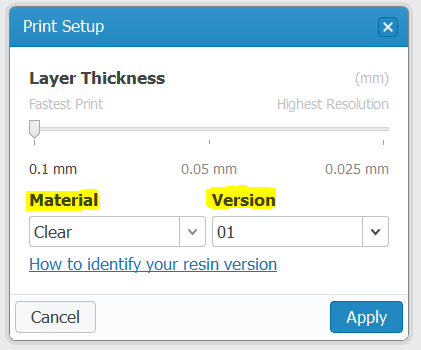 Print Setup
Layer Thickness (mm)
Fastest Print Highest Resolution
0.1 mm 0.05 mm 0.025 mm
Material Version
Clear 01
How to identify your resin version
Cancel Apply